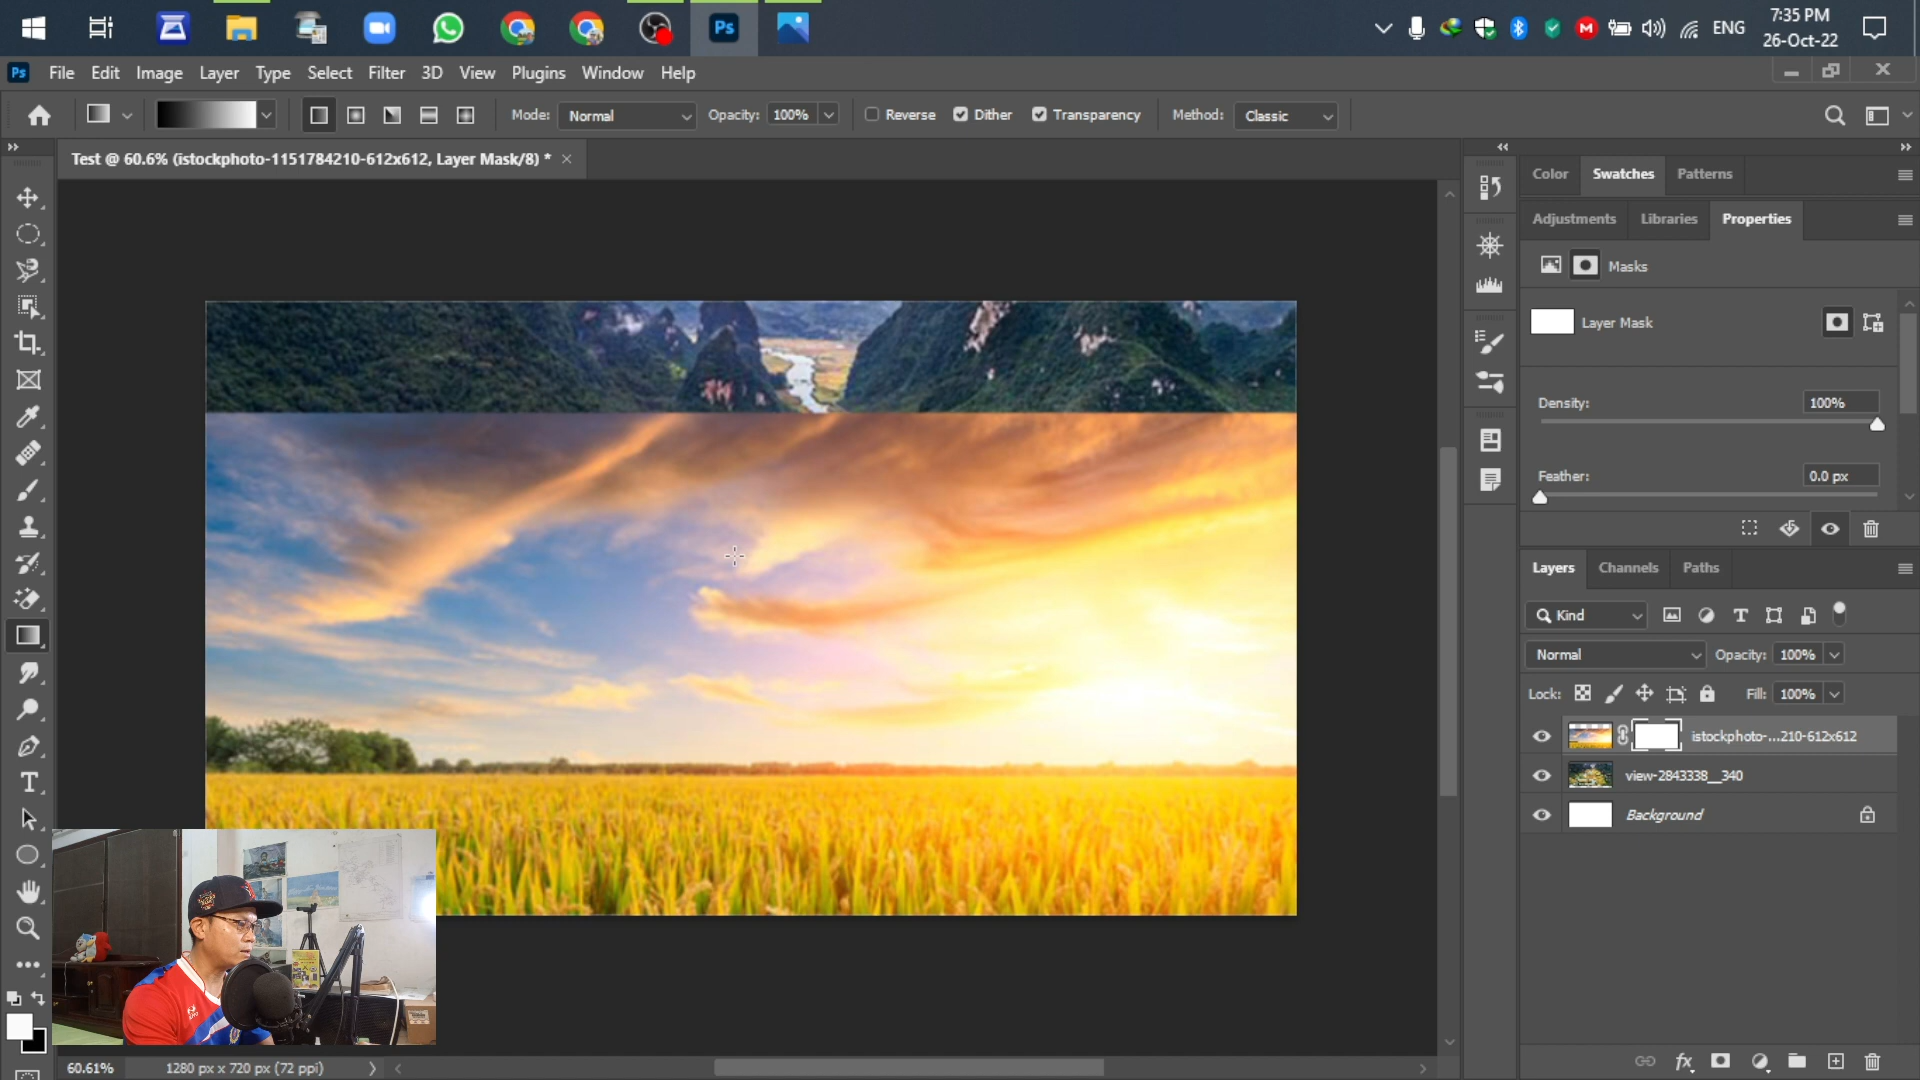 Ps
M
ENG
7:35 PM
26-Oct-22
Ps File Edit Image Layer Type Select Filter 3D View Plugins Window Help
Mode: Normal Opacity: 100% Reverse Dither Transparency Method: Classic
Test @ 60.6% (istockphoto-1151784210-612x612, Layer Mask/8) * ×
Color Swatches Patterns
Adjustments Libraries Properties
Masks
Layer Mask
Density: 100%
Feather: 0.0 px
Layers Channels Paths
Kind
Normal Opacity: 100%
Lock: Fill: 100%
istockphoto-...210-612x612
view-2843338__340
Background
60.61% 1280 px x 720 px (72 ppi)